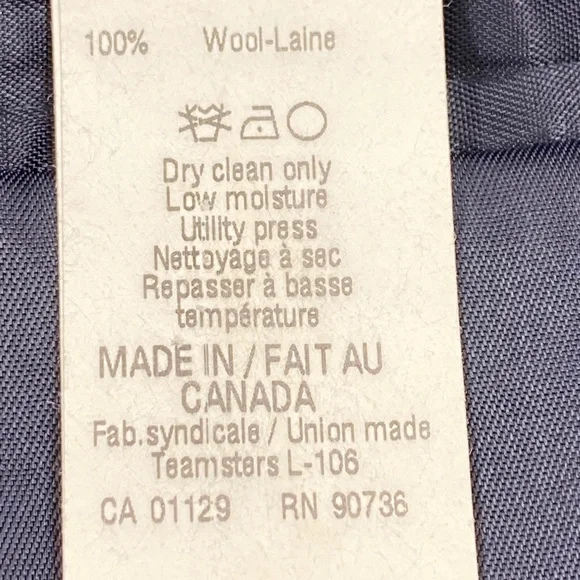 100% Wool-Laine
Dry clean only
Low moisture
Utility press
Nettoyage à sec
Repasser à basse
température
MADE IN / FAIT AU
CANADA
Fab.syndicale / Union made
Teamsters L-106
CA 01129 RN 90736